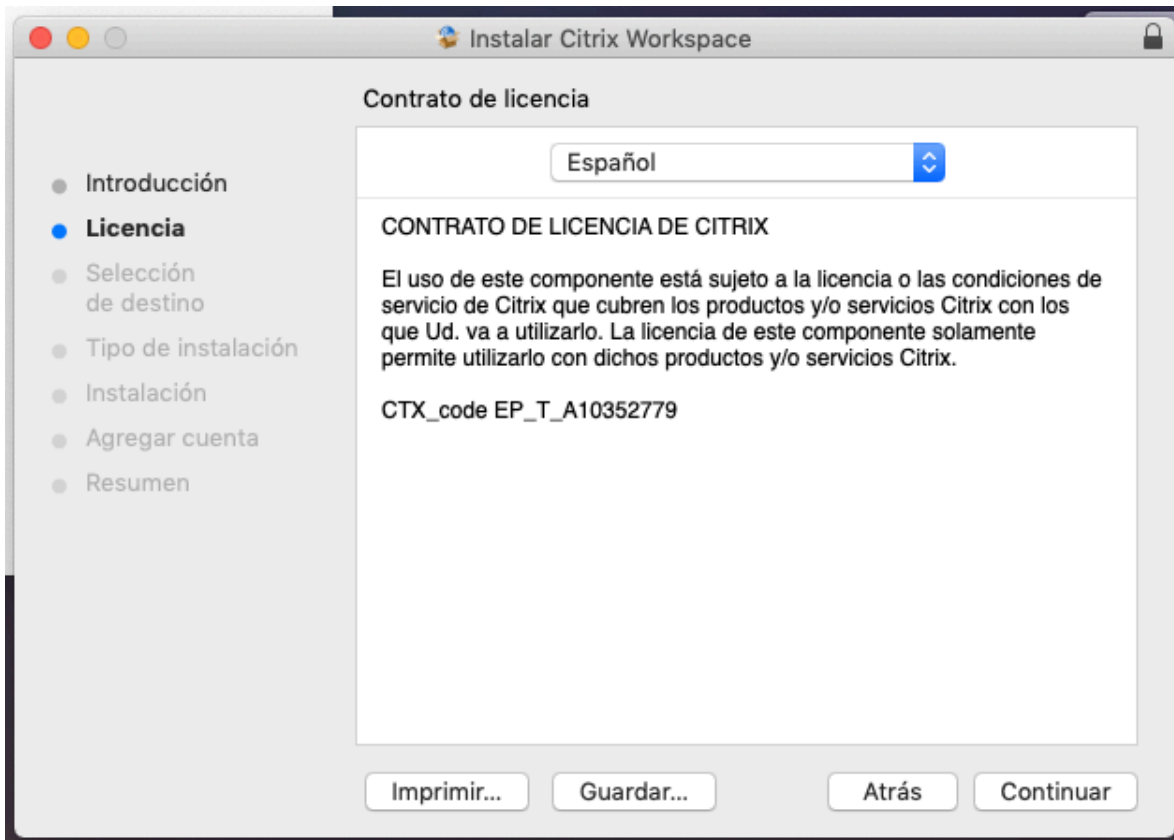 Instalar Citrix Workspace
Contrato de licencia
Introducción
Licencia
Selección
de destino
Tipo de instalación
Instalación
Agregar cuenta
Resumen
Español
CONTRATO DE LICENCIA DE CITRIX
El uso de este componente está sujeto a la licencia o las condiciones de
servicio de Citrix que cubren los productos y/o servicios Citrix con los
que Ud. va a utilizarlo. La licencia de este componente solamente
permite utilizarlo con dichos productos y/o servicios Citrix.
CTX_code EP_T_A10352779
Imprimir...
Guardar...
Atrás
Continuar